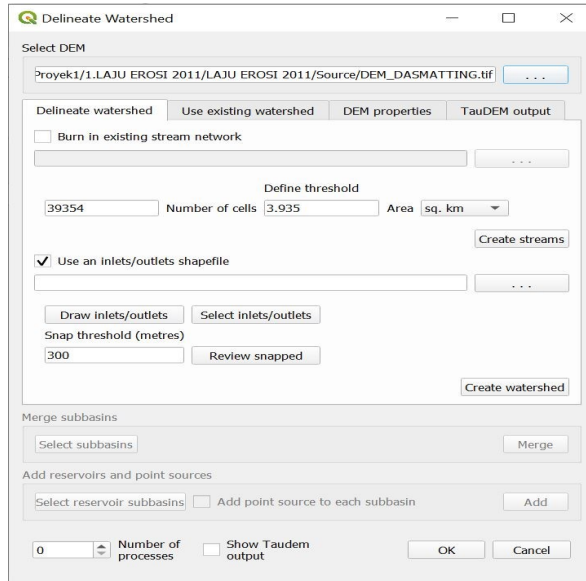 Delineate Watershed
Select DEM
Proyek1/1.LAJU EROSI 2011/LAJU EROSI 2011/Source/DEM_DASMATTING.tif
...
Delineate watershed Use existing watershed DEM properties TauDEM output
Burn in existing stream network
...
Define threshold
39354 Number of cells 3.935 Area sq. km
Create streams
Use an inlets/outlets shapefile
...
Draw inlets/outlets Select inlets/outlets
Snap threshold (metres)
300 Review snapped
Create watershed
Merge subbasins
Select subbasins Merge
Add reservoirs and point sources
Select reservoir subbasins Add point source to each subbasin Add
0 Number of processes Show Taudem output OK Cancel